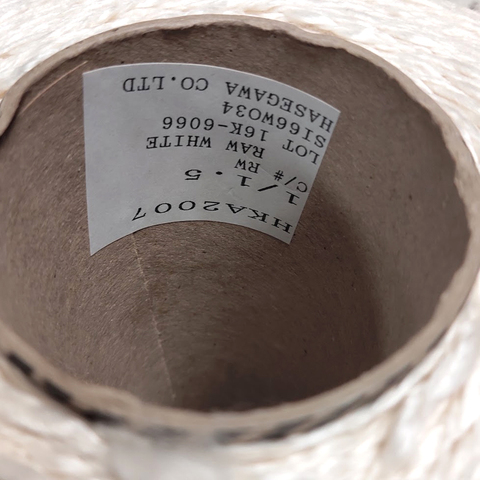 HKA2007
1/1.5
C/# RW
LOT RAW WHITE
16K-6066
SI66W034
HASEGAWA CO.LTD